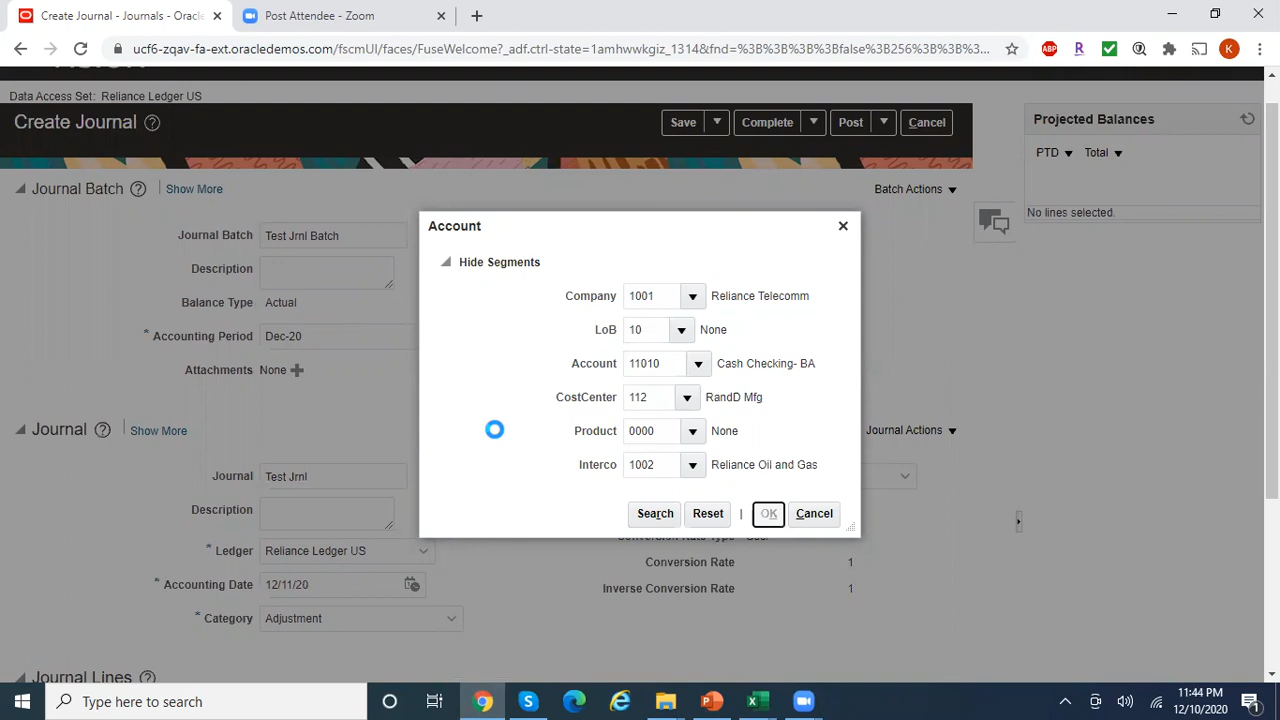 Create Journal - Journals - Oracle
Post Attendee - Zoom
ucf6-zqav-fa-ext.oracledemos.com/fscmUI/faces/FuseWelcome?_adf.ctrl-state=1amhwwkgiz_1314&fnd=%3B%3B%3B%3Bfalse%3B256%3B%3B%3...
ABP
R
K
Data Access Set: Reliance Ledger US
Create Journal
Save
Complete
Post
Cancel
Projected Balances
PTD
Total
No lines selected.
Journal Batch
Show More
Batch Actions
Journal Batch Test Jrnl Batch
Description
Balance Type Actual
* Accounting Period Dec-20
Attachments None
Account
Hide Segments
Company 1001 Reliance Telecomm
LoB 10 None
Account 11010 Cash Checking- BA
CostCenter 112 RandD Mfg
Product 0000 None
Interco 1002 Reliance Oil and Gas
Search Reset | OK Cancel
Journal
Show More
Journal Actions
Journal Test Jrnl
Description
* Ledger Reliance Ledger US
* Accounting Date 12/11/20
* Category Adjustment
Conversion Rate 1
Inverse Conversion Rate 1
Journal Lines
Type here to search
11:44 PM
12/10/2020
1